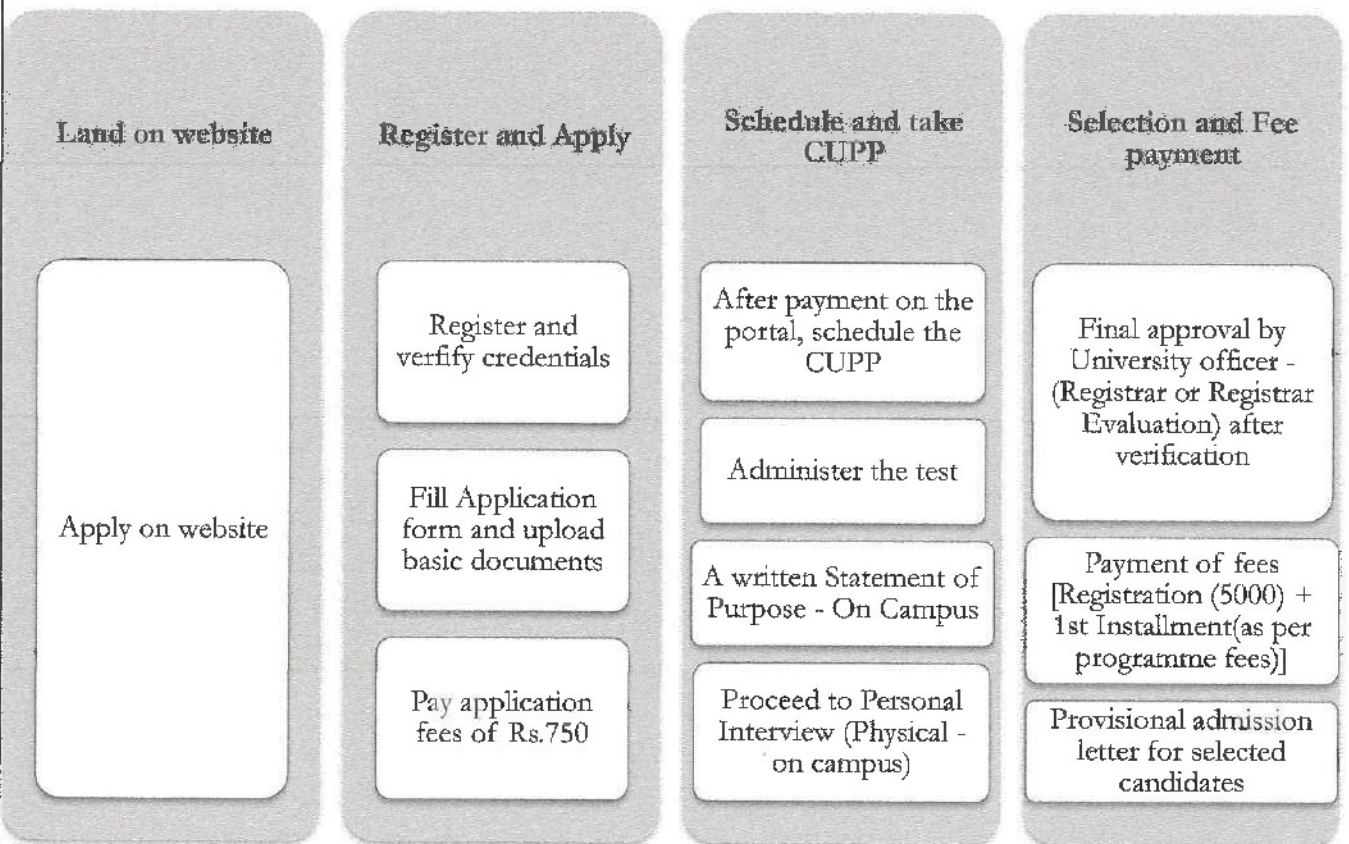 Land on website
Apply on website
Register and Apply
Register and
verfify credentials
Fill Application
form and upload
basic documents
Pay application
fees of Rs.750
Schedule and take
CUPP
After payment on the
portal, schedule the
CUPP
Administer the test
A written Statement of
Purpose - On Campus
Proceed to Personal
Interview (Physical -
on campus)
Selection and Fee
payment
Final approval by
University officer -
(Registrar or Registrar
Evaluation) after
verification
Payment of fees
[Registration (5000) +
1st Installment(as per
programme fees)]
Provisional admission
letter for selected
candidates